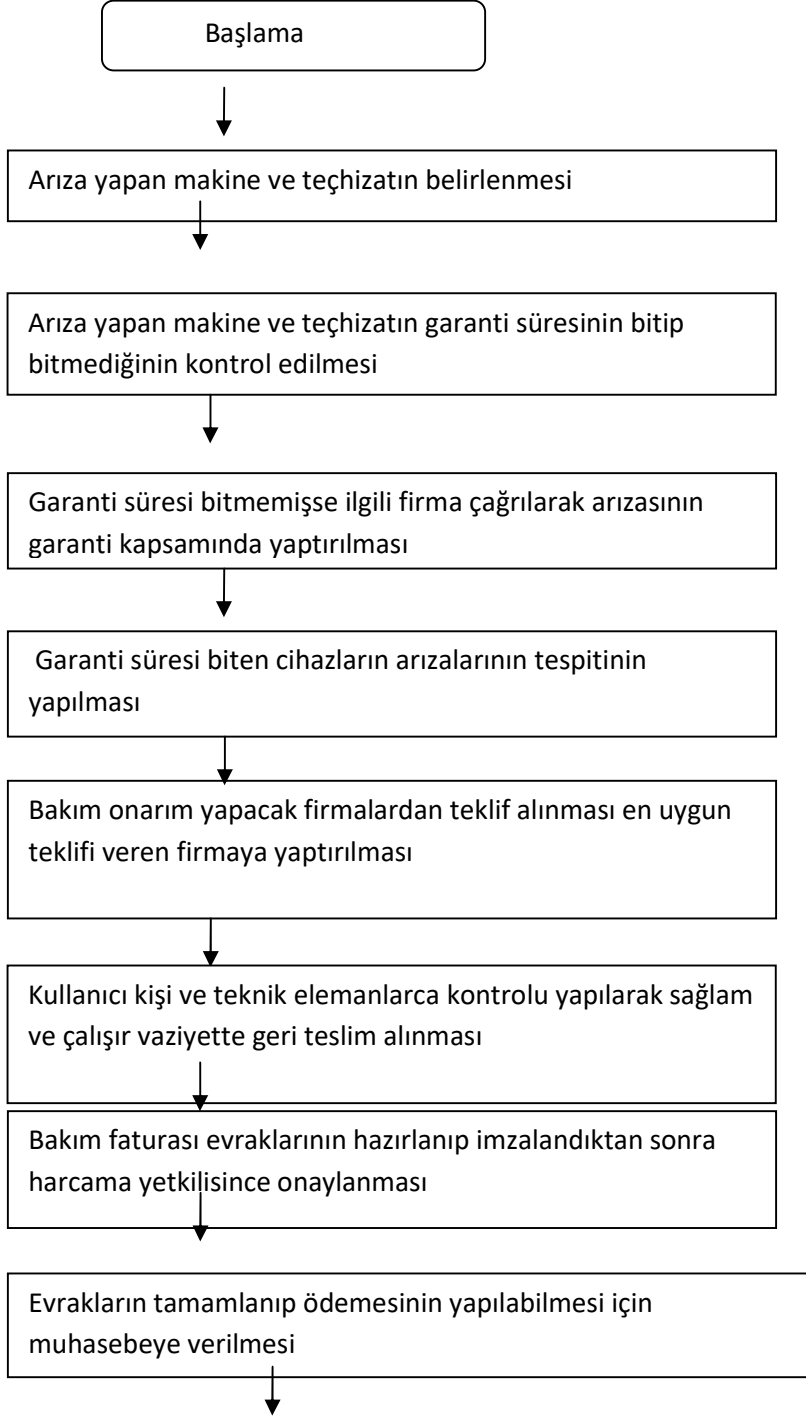 Başlama
Arıza yapan makine ve teçhizatın belirlenmesi
Arıza yapan makine ve teçhizatın garanti süresinin bitip
bitmediğinin kontrol edilmesi
Garanti süresi bitmemişse ilgili firma çağrılarak arızasının
garanti kapsamında yaptırılması
Garanti süresi biten cihazların arızalarının tespitinin
yapılması
Bakım onarım yapacak firmalardan teklif alınması en uygun
teklifi veren firmaya yaptırılması
Kullanıcı kişi ve teknik elemanlarca kontrolu yapılarak sağlam
ve çalışır vaziyette geri teslim alınması
Bakım faturası evraklarının hazırlanıp imzalandıktan sonra
harcama yetkilisince onaylanması
Evrakların tamamlanıp ödemesinin yapılabilmesi için
muhasebeye verilmesi